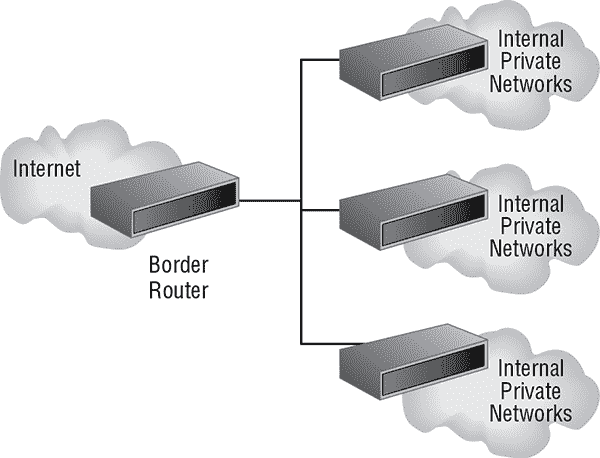 Internet
Border
Router
Internal
Private
Networks
Internal
Private
Networks
Internal
Private
Networks